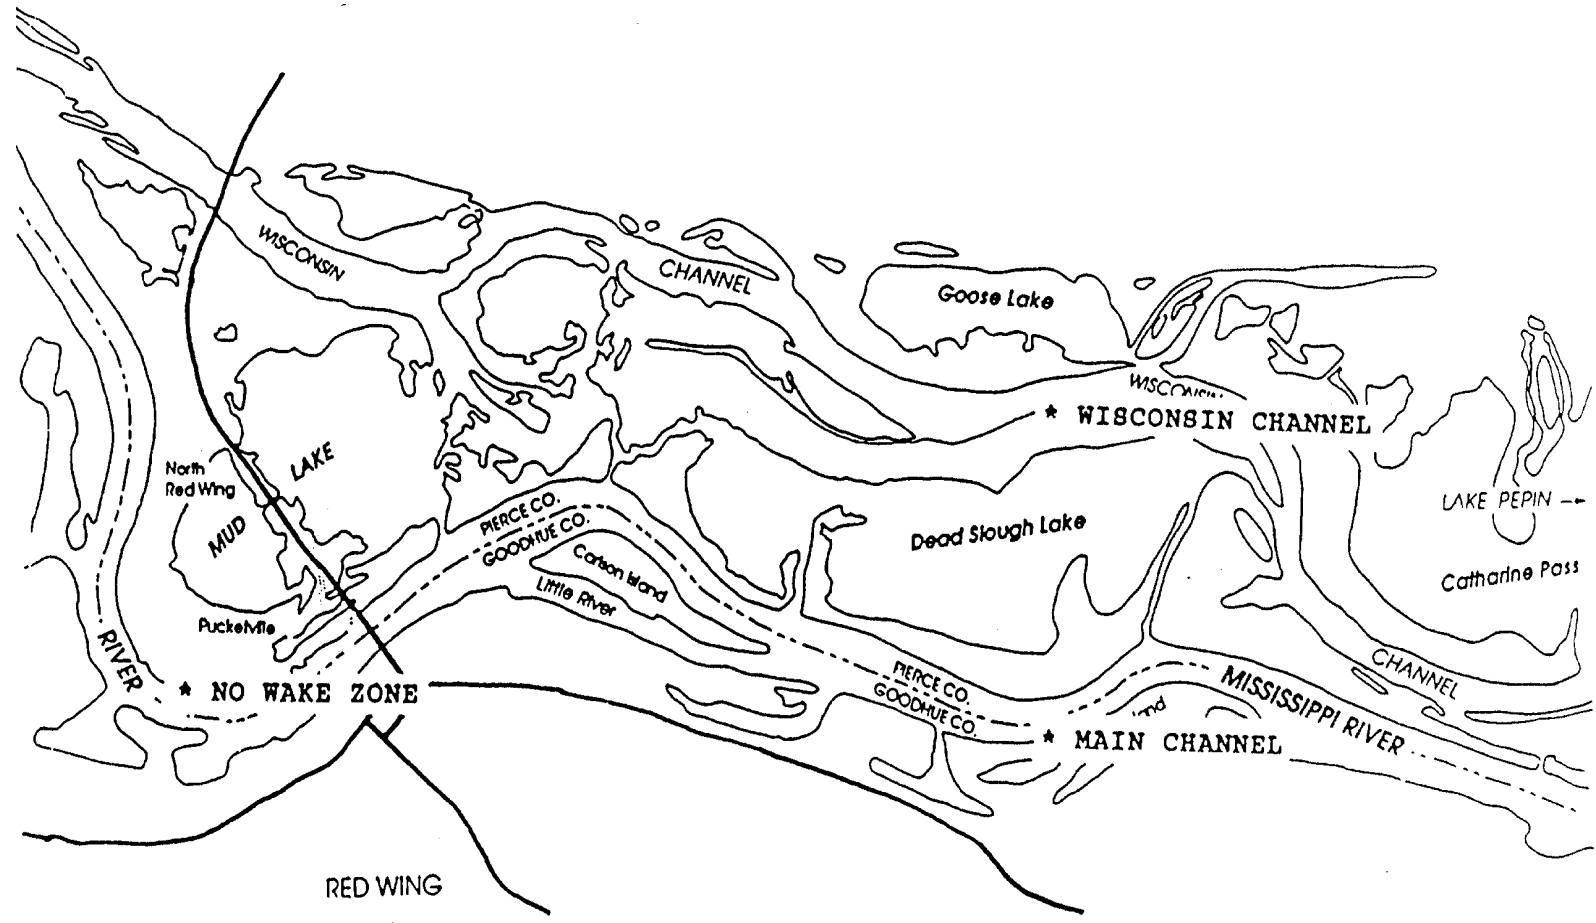 WISCONSIN
CHANNEL
Goose Lake
* WISCONSIN CHANNEL
North
Red Wing
LAKE
MUD
LAKE PEPIN
PIERCE CO.
GOODHUE CO.
Dead Slough Lake
Carlson Island
Little River
Catharine Pass
Pucketville
RIVER
* NO WAKE ZONE
PIERCE CO.
GOODHUE CO.
CHANNEL
MISSISSIPPI RIVER
* MAIN CHANNEL
RED WING